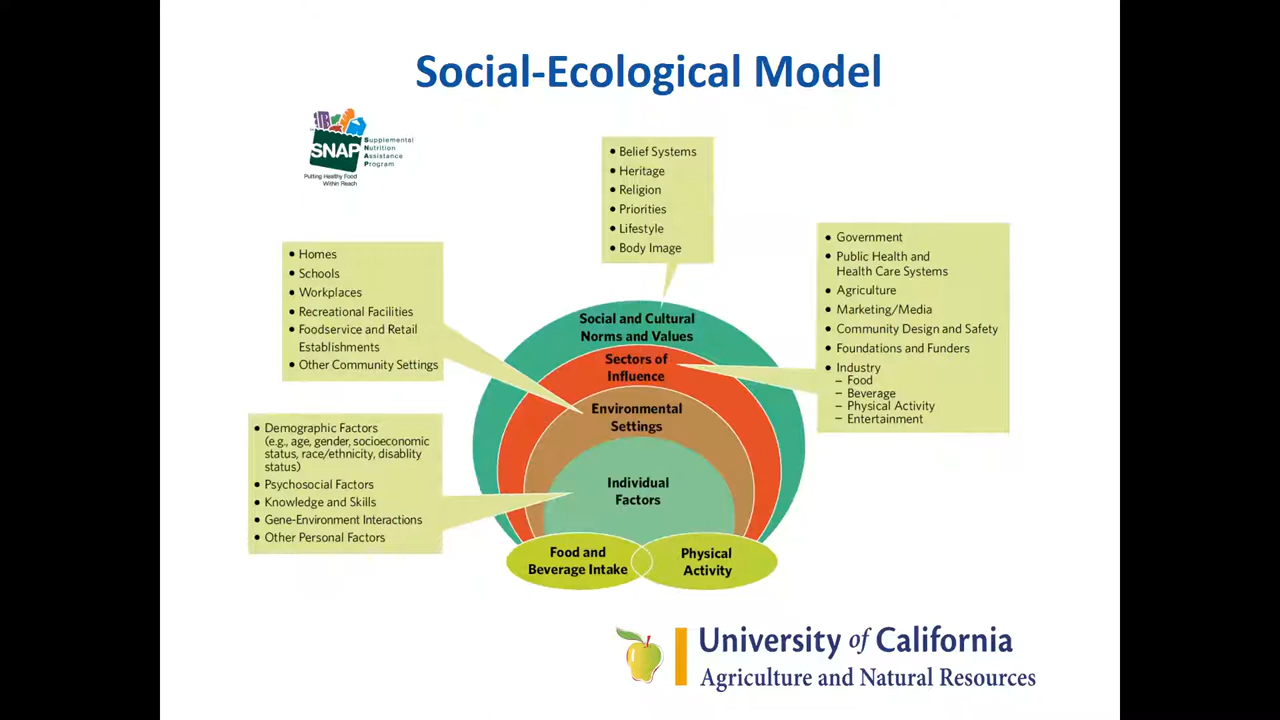 Social-Ecological Model
SNAP
Supplemental
Nutrition
Assistance
Program
Putting Healthy Food
Within Reach
• Belief Systems
• Heritage
• Religion
• Priorities
• Lifestyle
• Body Image
• Homes
• Schools
• Workplaces
• Recreational Facilities
• Foodservice and Retail
Establishments
• Other Community Settings
• Government
• Public Health and
Health Care Systems
• Agriculture
• Marketing/Media
• Community Design and Safety
• Foundations and Funders
• Industry
– Food
– Beverage
– Physical Activity
– Entertainment
Social and Cultural
Norms and Values
Sectors of
Influence
Environmental
Settings
Individual
Factors
• Demographic Factors
(e.g., age, gender, socioeconomic
status, race/ethnicity, disablity
status)
• Psychosocial Factors
• Knowledge and Skills
• Gene-Environment Interactions
• Other Personal Factors
Food and
Beverage Intake
Physical
Activity
University of California
Agriculture and Natural Resources